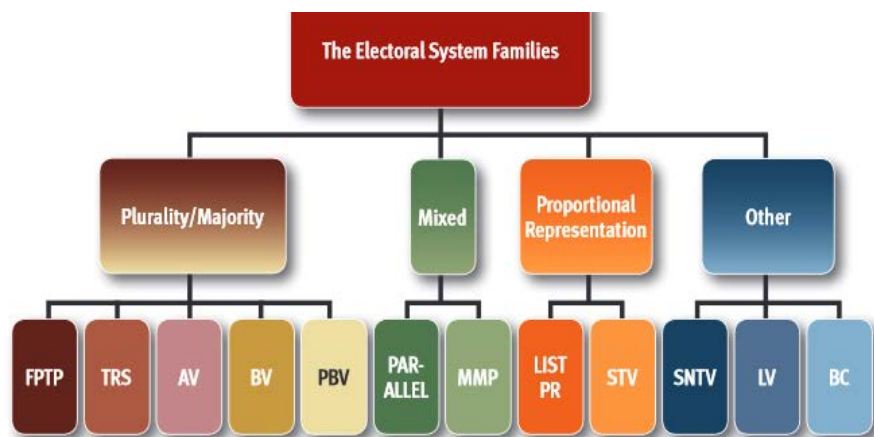 The Electoral System Families
Plurality/Majority
Mixed
Proportional
Representation
Other
FPTP
TRS
AV
BV
PBV
PAR-
ALLEL
MMP
LIST
PR
STV
SNTV
LV
BC